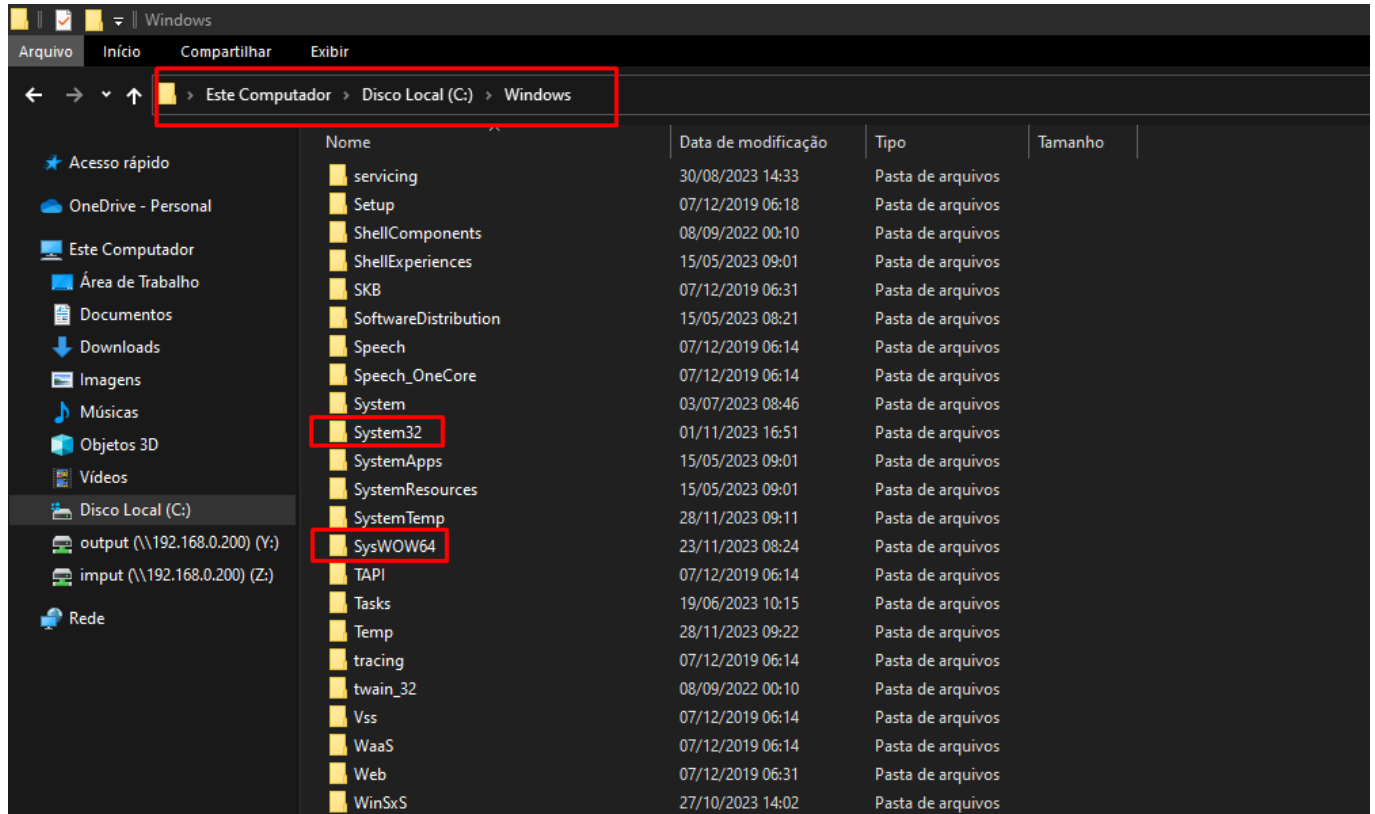 Windows
Arquivo Início Compartilhar Exibir
Este Computador > Disco Local (C:) > Windows
Acesso rápido
OneDrive - Personal
Este Computador
Área de Trabalho
Documentos
Downloads
Imagens
Músicas
Objetos 3D
Vídeos
Disco Local (C:)
output (\\192.168.0.200) (Y:)
imput (\\192.168.0.200) (Z:)
Rede
Nome Data de modificação Tipo Tamanho
servicing 30/08/2023 14:33 Pasta de arquivos
Setup 07/12/2019 06:18 Pasta de arquivos
ShellComponents 08/09/2022 00:10 Pasta de arquivos
ShellExperiences 15/05/2023 09:01 Pasta de arquivos
SKB 07/12/2019 06:31 Pasta de arquivos
SoftwareDistribution 15/05/2023 08:21 Pasta de arquivos
Speech 07/12/2019 06:14 Pasta de arquivos
Speech_OneCore 07/12/2019 06:14 Pasta de arquivos
System 03/07/2023 08:46 Pasta de arquivos
System32 01/11/2023 16:51 Pasta de arquivos
SystemApps 15/05/2023 09:01 Pasta de arquivos
SystemResources 15/05/2023 09:01 Pasta de arquivos
SystemTemp 28/11/2023 09:11 Pasta de arquivos
SysWOW64 23/11/2023 08:24 Pasta de arquivos
TAPI 07/12/2019 06:14 Pasta de arquivos
Tasks 19/06/2023 10:15 Pasta de arquivos
Temp 28/11/2023 09:22 Pasta de arquivos
tracing 07/12/2019 06:14 Pasta de arquivos
twain_32 08/09/2022 00:10 Pasta de arquivos
Vss 07/12/2019 06:14 Pasta de arquivos
WaaS 07/12/2019 06:14 Pasta de arquivos
Web 07/12/2019 06:31 Pasta de arquivos
WinSxS 27/10/2023 14:02 Pasta de arquivos